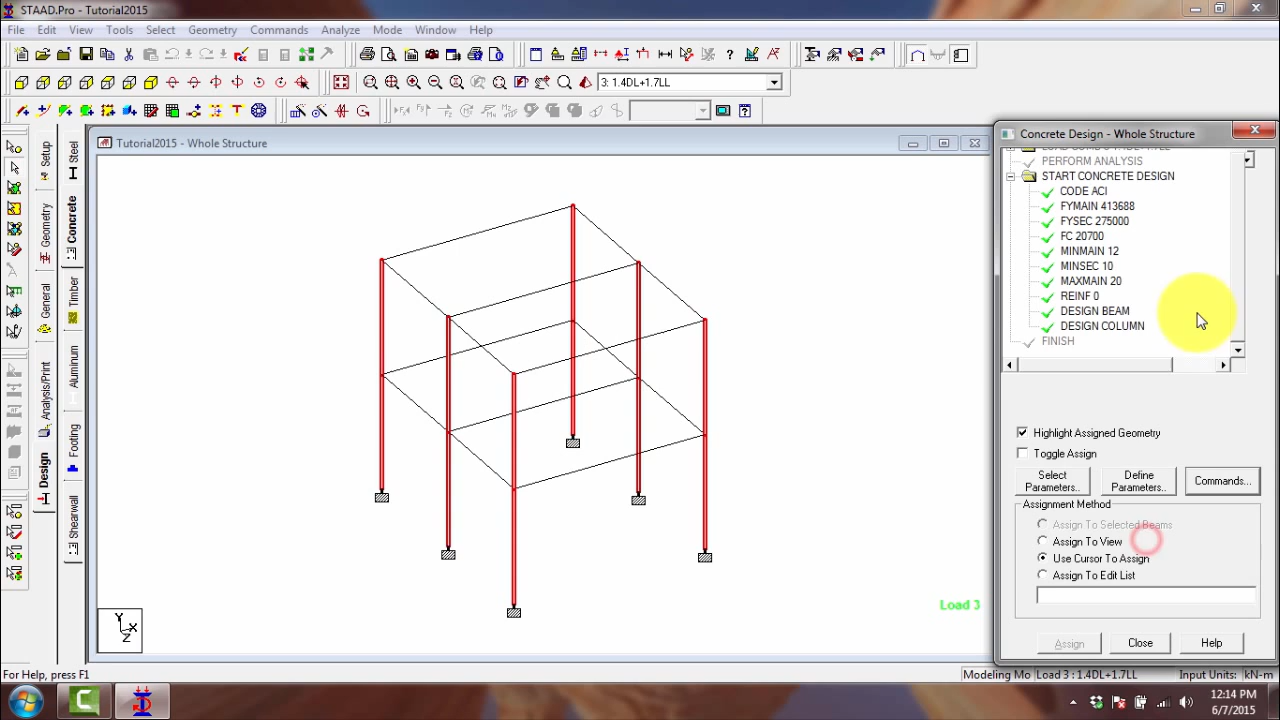 STAAD.Pro - Tutorial2015
File Edit View Tools Select Geometry Commands Analyze Mode Window Help
3: 1.4DL+1.7LL
Setup
Geometry
General
Analysis/Print
Design
Steel
Concrete
Timber
Aluminum
Footing
Shearwall
Tutorial2015 - Whole Structure
Load 3
Y
X
Z
Concrete Design - Whole Structure
PERFORM ANALYSIS
START CONCRETE DESIGN
CODE ACI
FYMAIN 413688
FYSEC 275000
FC 20700
MINMAIN 12
MINSEC 10
MAXMAIN 20
REINF 0
DESIGN BEAM
DESIGN COLUMN
FINISH
Highlight Assigned Geometry
Toggle Assign
Select Parameters..
Define Parameters..
Commands...
Assignment Method
Assign To Selected Beams
Assign To View
Use Cursor To Assign
Assign To Edit List
Assign Close Help
For Help, press F1
Modeling Mo Load 3 : 1.4DL+1.7LL Input Units: kN-m
12:14 PM
6/7/2015